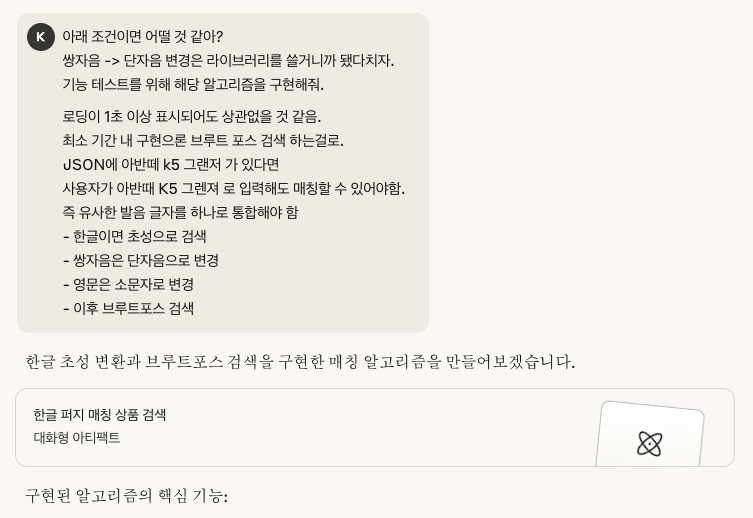 K
아래 조건이면 어떨 것 같아?
쌍자음 -> 단자음 변경은 라이브러리를 쓸거니까 됐다치자.
기능 테스트를 위해 해당 알고리즘을 구현해줘.
로딩이 1초 이상 표시되어도 상관없을 것 같음.
최소 기간 내 구현으론 브루트 포스 검색 하는걸로.
JSON에 아반떼 k5 그랜저 가 있다면
사용자가 아반때 K5 그렌져 로 입력해도 매칭할 수 있어야함.
즉 유사한 발음 글자를 하나로 통합해야 함
- 한글이면 초성으로 검색
- 쌍자음은 단자음으로 변경
- 영문은 소문자로 변경
- 이후 브루트포스 검색
한글 초성 변환과 브루트포스 검색을 구현한 매칭 알고리즘을 만들어보겠습니다.
한글 퍼지 매칭 상품 검색
대화형 아티팩트
구현된 알고리즘의 핵심 기능: